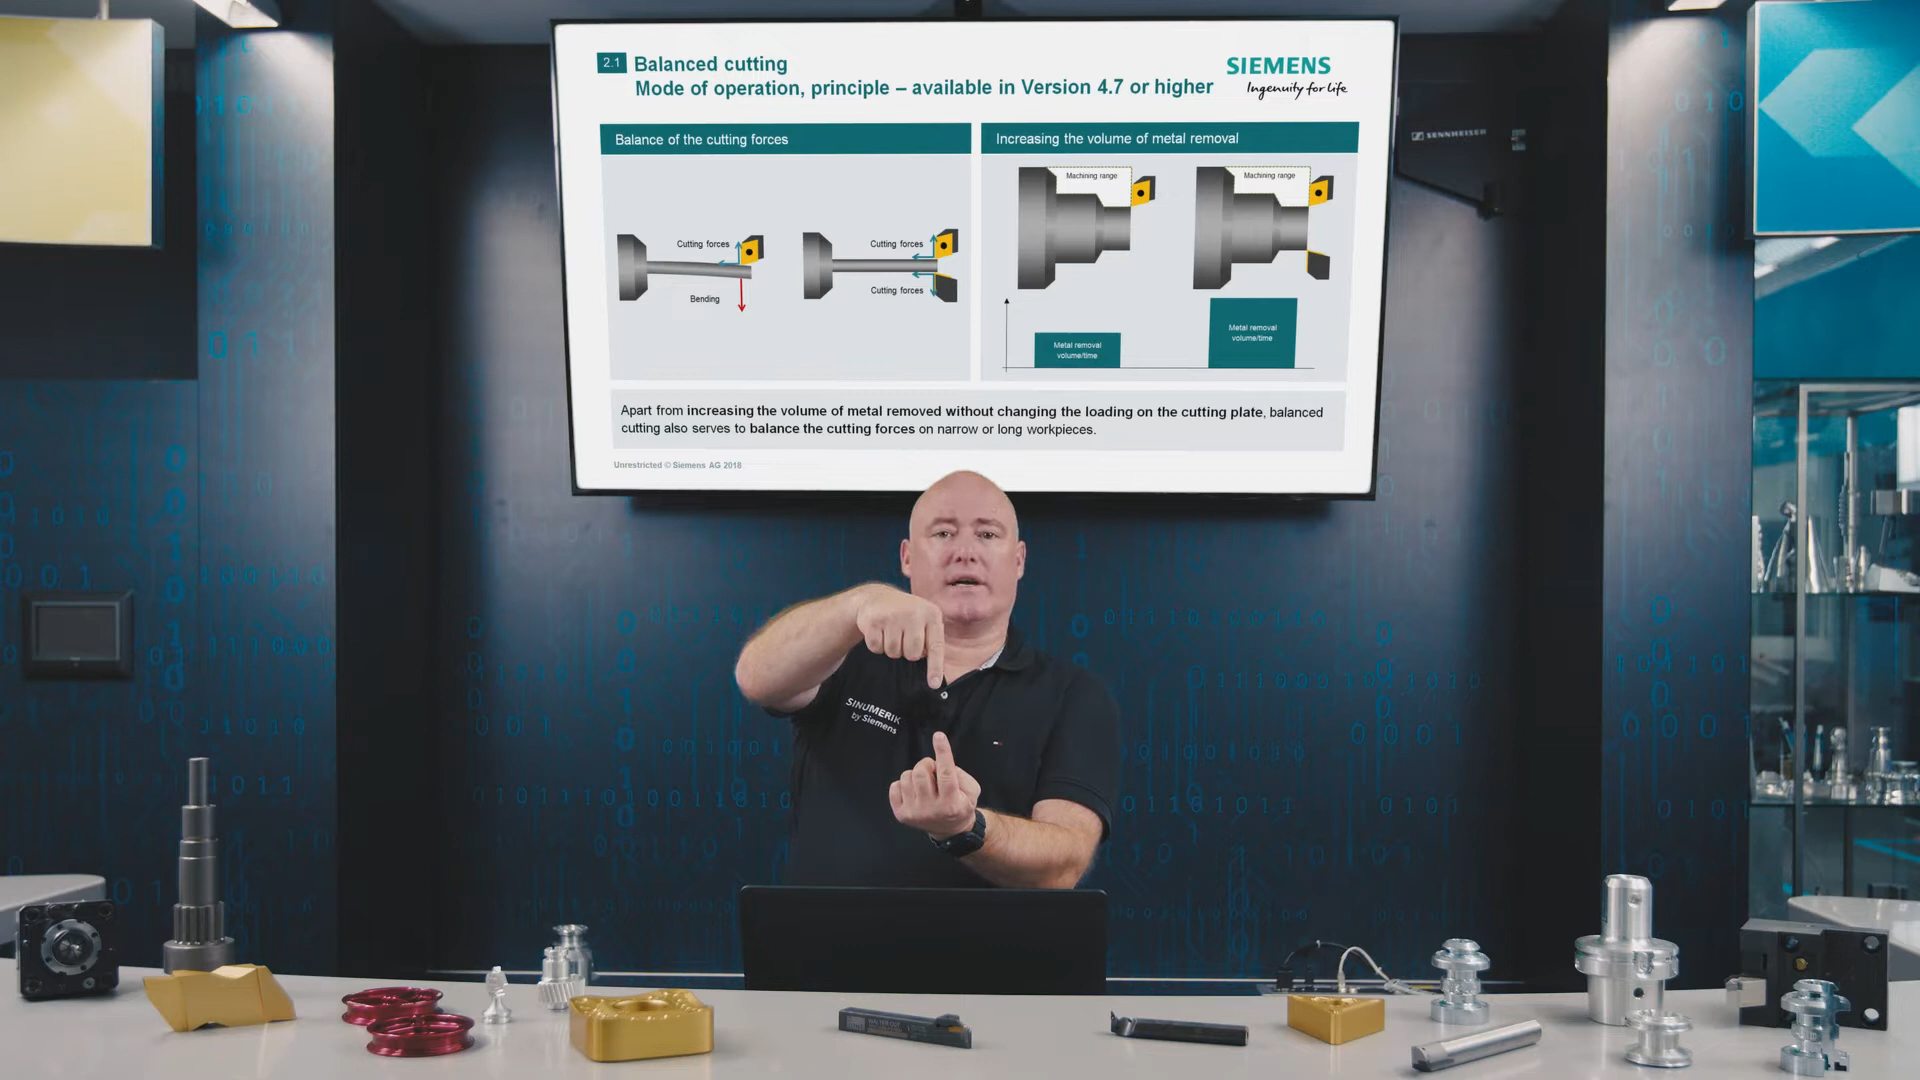 2.1 Balanced cutting
Mode of operation, principle – available in Version 4.7 or higher
SIEMENS
Ingenuity for life
Balance of the cutting forces
Cutting forces
Bending
Cutting forces
Cutting forces
Increasing the volume of metal removal
Machining range
Machining range
Metal removal
volume/time
Metal removal
volume/time
Apart from increasing the volume of metal removed without changing the loading on the cutting plate, balanced
cutting also serves to balance the cutting forces on narrow or long workpieces.
Unrestricted © Siemens AG 2018
SENNHEISER
SINUMERIK
by Siemens